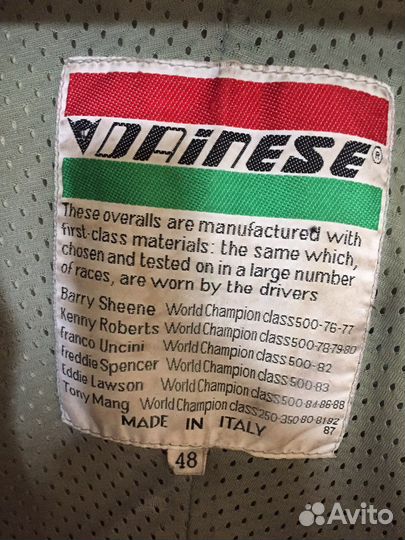 DAINESE®
These overalls are manufactured with
first-class materials: the same which,
chosen and tested on in a large number
of races, are worn by the drivers
Barry Sheene World Champion class 500-76-77
Kenny Roberts World Champion class 500-78-79-80
Franco Uncini World Champion class 500-82
Freddie Spencer World Champion class 500-83
Eddie Lawson World Champion class 500-84-86-88
Tony Mang World Champion class 250-350-80-81-82
87
MADE IN ITALY
48
Avito